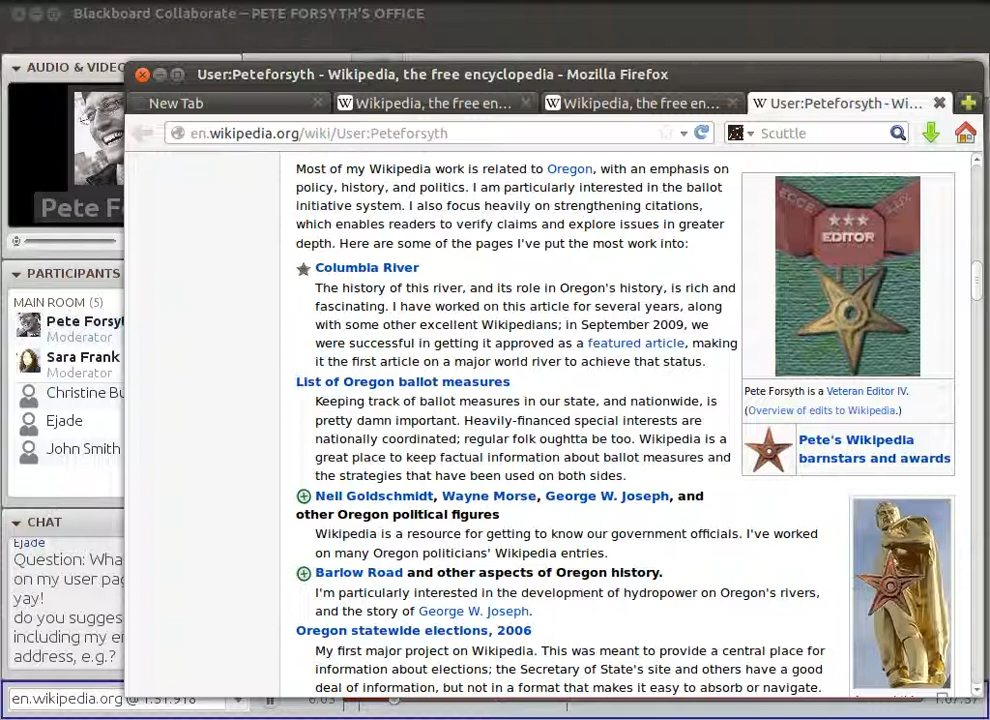 Blackboard Collaborate – PETE FORSYTH'S OFFICE
AUDIO & VIDEO
Pete F
PARTICIPANTS
MAIN ROOM (5)
Pete Forsy
Moderator
Sara Frank
Moderator
Christine Bu
Ejade
John Smith
CHAT
Ejade
Question: Wha
on my user pag
yay!
do you sugges
including my en
address, e.g.?
en.wikipedia.org @ 1:51.918
User:Peteforsyth - Wikipedia, the free encyclopedia - Mozilla Firefox
New Tab
Wikipedia, the free en...
Wikipedia, the free en...
User:Peteforsyth - Wi...
en.wikipedia.org/wiki/User:Peteforsyth
Scuttle
Most of my Wikipedia work is related to Oregon, with an emphasis on
policy, history, and politics. I am particularly interested in the ballot
initiative system. I also focus heavily on strengthening citations,
which enables readers to verify claims and explore issues in greater
depth. Here are some of the pages I've put the most work into:
Columbia River
The history of this river, and its role in Oregon's history, is rich and
fascinating. I have worked on this article for several years, along
with some other excellent Wikipedians; in September 2009, we
were successful in getting it approved as a featured article, making
it the first article on a major world river to achieve that status.
List of Oregon ballot measures
Keeping track of ballot measures in our state, and nationwide, is
pretty damn important. Heavily-financed special interests are
nationally coordinated; regular folk oughtta be too. Wikipedia is a
great place to keep factual information about ballot measures and
the strategies that have been used on both sides.
Neil Goldschmidt, Wayne Morse, George W. Joseph, and
other Oregon political figures
Wikipedia is a resource for getting to know our government officials. I've worked
on many Oregon politicians' Wikipedia entries.
Barlow Road and other aspects of Oregon history.
I'm particularly interested in the development of hydropower on Oregon's rivers,
and the story of George W. Joseph.
Oregon statewide elections, 2006
My first major project on Wikipedia. This was meant to provide a central place for
information about elections; the Secretary of State's site and others have a good
deal of information, but not in a format that makes it easy to absorb or navigate.
ECCE
LUX
EDITOR
Pete Forsyth is a Veteran Editor IV.
(Overview of edits to Wikipedia.)
Pete's Wikipedia
barnstars and awards